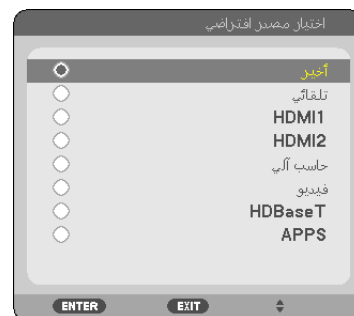 اختيار مصدر افتراضي
أخير
تلقائي
HDMI1
HDMI2
حاسب آلي
فيديو
HDBaseT
APPS
ENTER EXIT